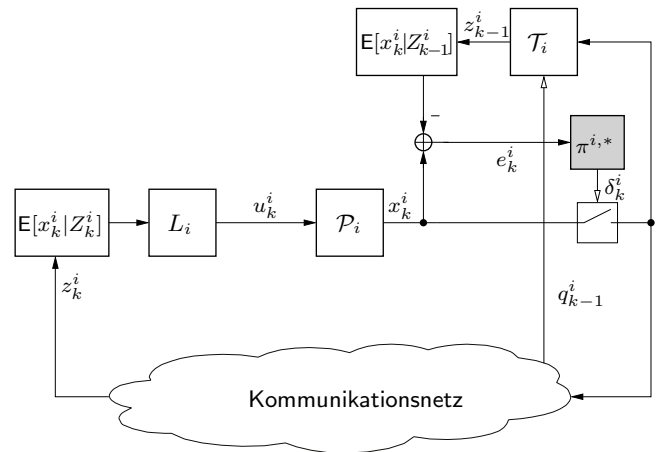 E[x_k^i|Z_{k-1}^i]
z_{k-1}^i
𝒯_i
–
e_k^i
π^{i,*}
δ_k^i
E[x_k^i|Z_k^i]
L_i
u_k^i
𝒫_i
x_k^i
z_k^i
q_{k-1}^i
Kommunikationsnetz